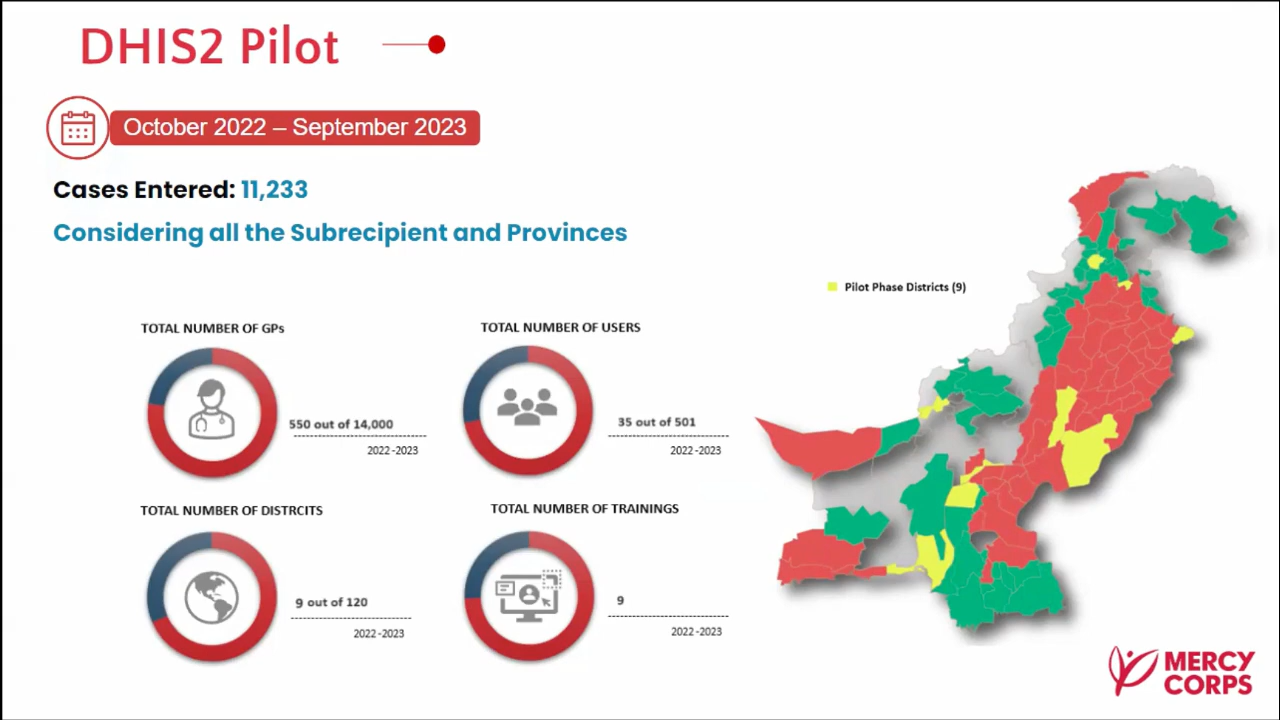 DHIS2 Pilot
October 2022 – September 2023
Cases Entered: 11,233
Considering all the Subrecipient and Provinces
Pilot Phase Districts (9)
TOTAL NUMBER OF GPs
550 out of 14,000
2022-2023
TOTAL NUMBER OF USERS
35 out of 501
2022-2023
TOTAL NUMBER OF DISTRCITS
9 out of 120
2022-2023
TOTAL NUMBER OF TRAININGS
9
2022-2023
MERCY
CORPS